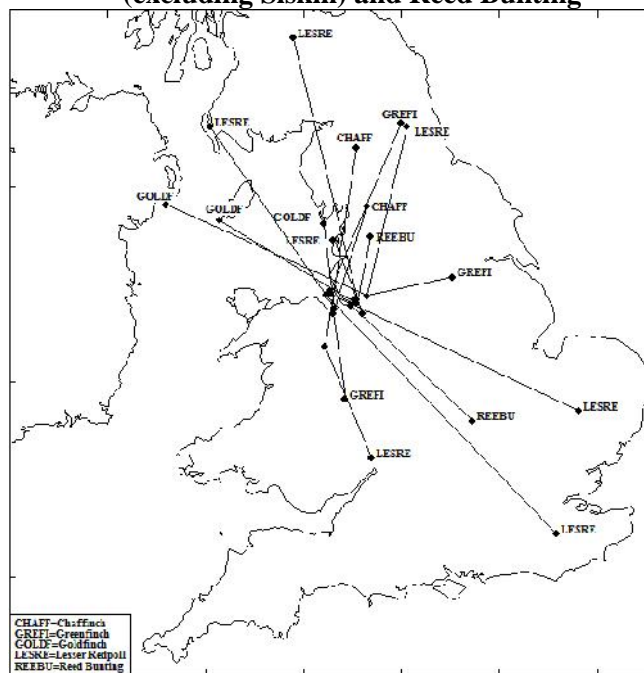 (excluding Siskin) and Reed Bunting
LESRE
GREFI
LESRE
LESRE
CHAFF
GOLDF
CHAFF
GOLDF
GOLDF
LESRE
REEBU
GREFI
GREFI
LESRE
REEBU
LESRE
LESRE
CHAFF=Chaffinch
GREFI=Greenfinch
GOLDF=Goldfinch
LESRE=Lesser Redpoll
REEBU=Reed Bunting